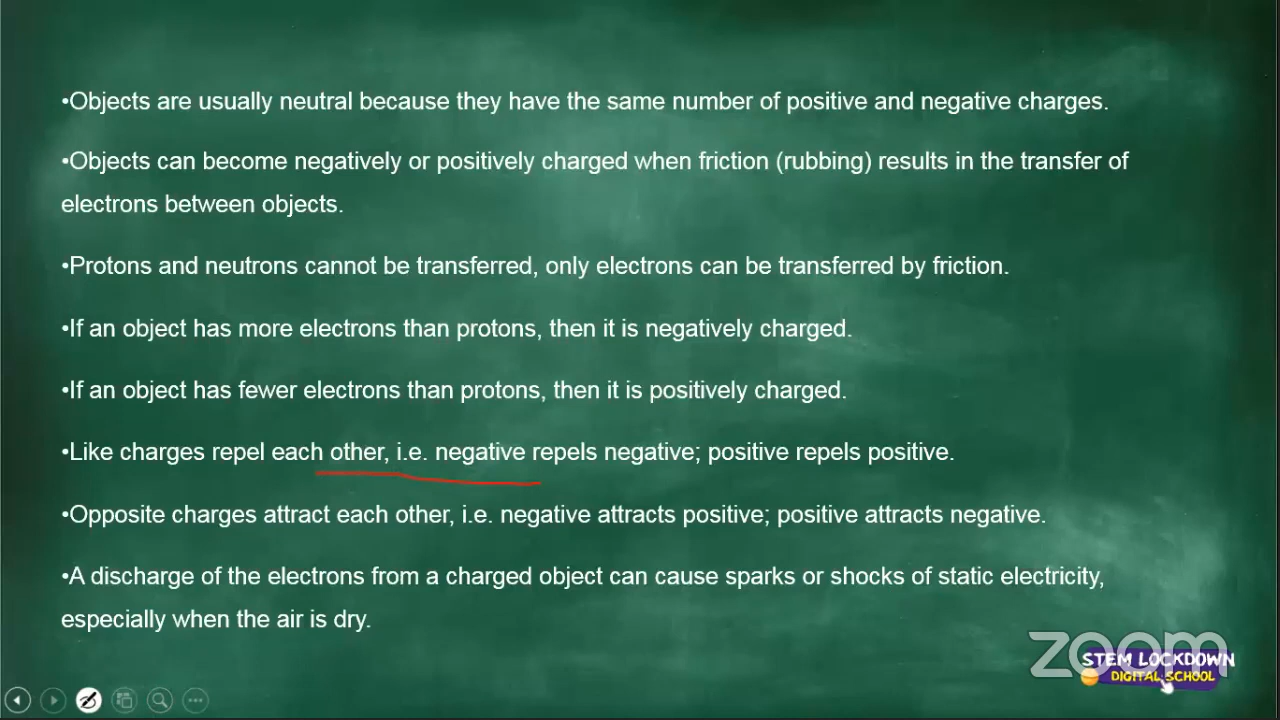 •Objects are usually neutral because they have the same number of positive and negative charges.
•Objects can become negatively or positively charged when friction (rubbing) results in the transfer of
electrons between objects.
•Protons and neutrons cannot be transferred, only electrons can be transferred by friction.
•If an object has more electrons than protons, then it is negatively charged.
•If an object has fewer electrons than protons, then it is positively charged.
•Like charges repel each other, i.e. negative repels negative; positive repels positive.
•Opposite charges attract each other, i.e. negative attracts positive; positive attracts negative.
•A discharge of the electrons from a charged object can cause sparks or shocks of static electricity,
especially when the air is dry.
zoom
STEM LOCKDOWN
DIGITAL SCHOOL